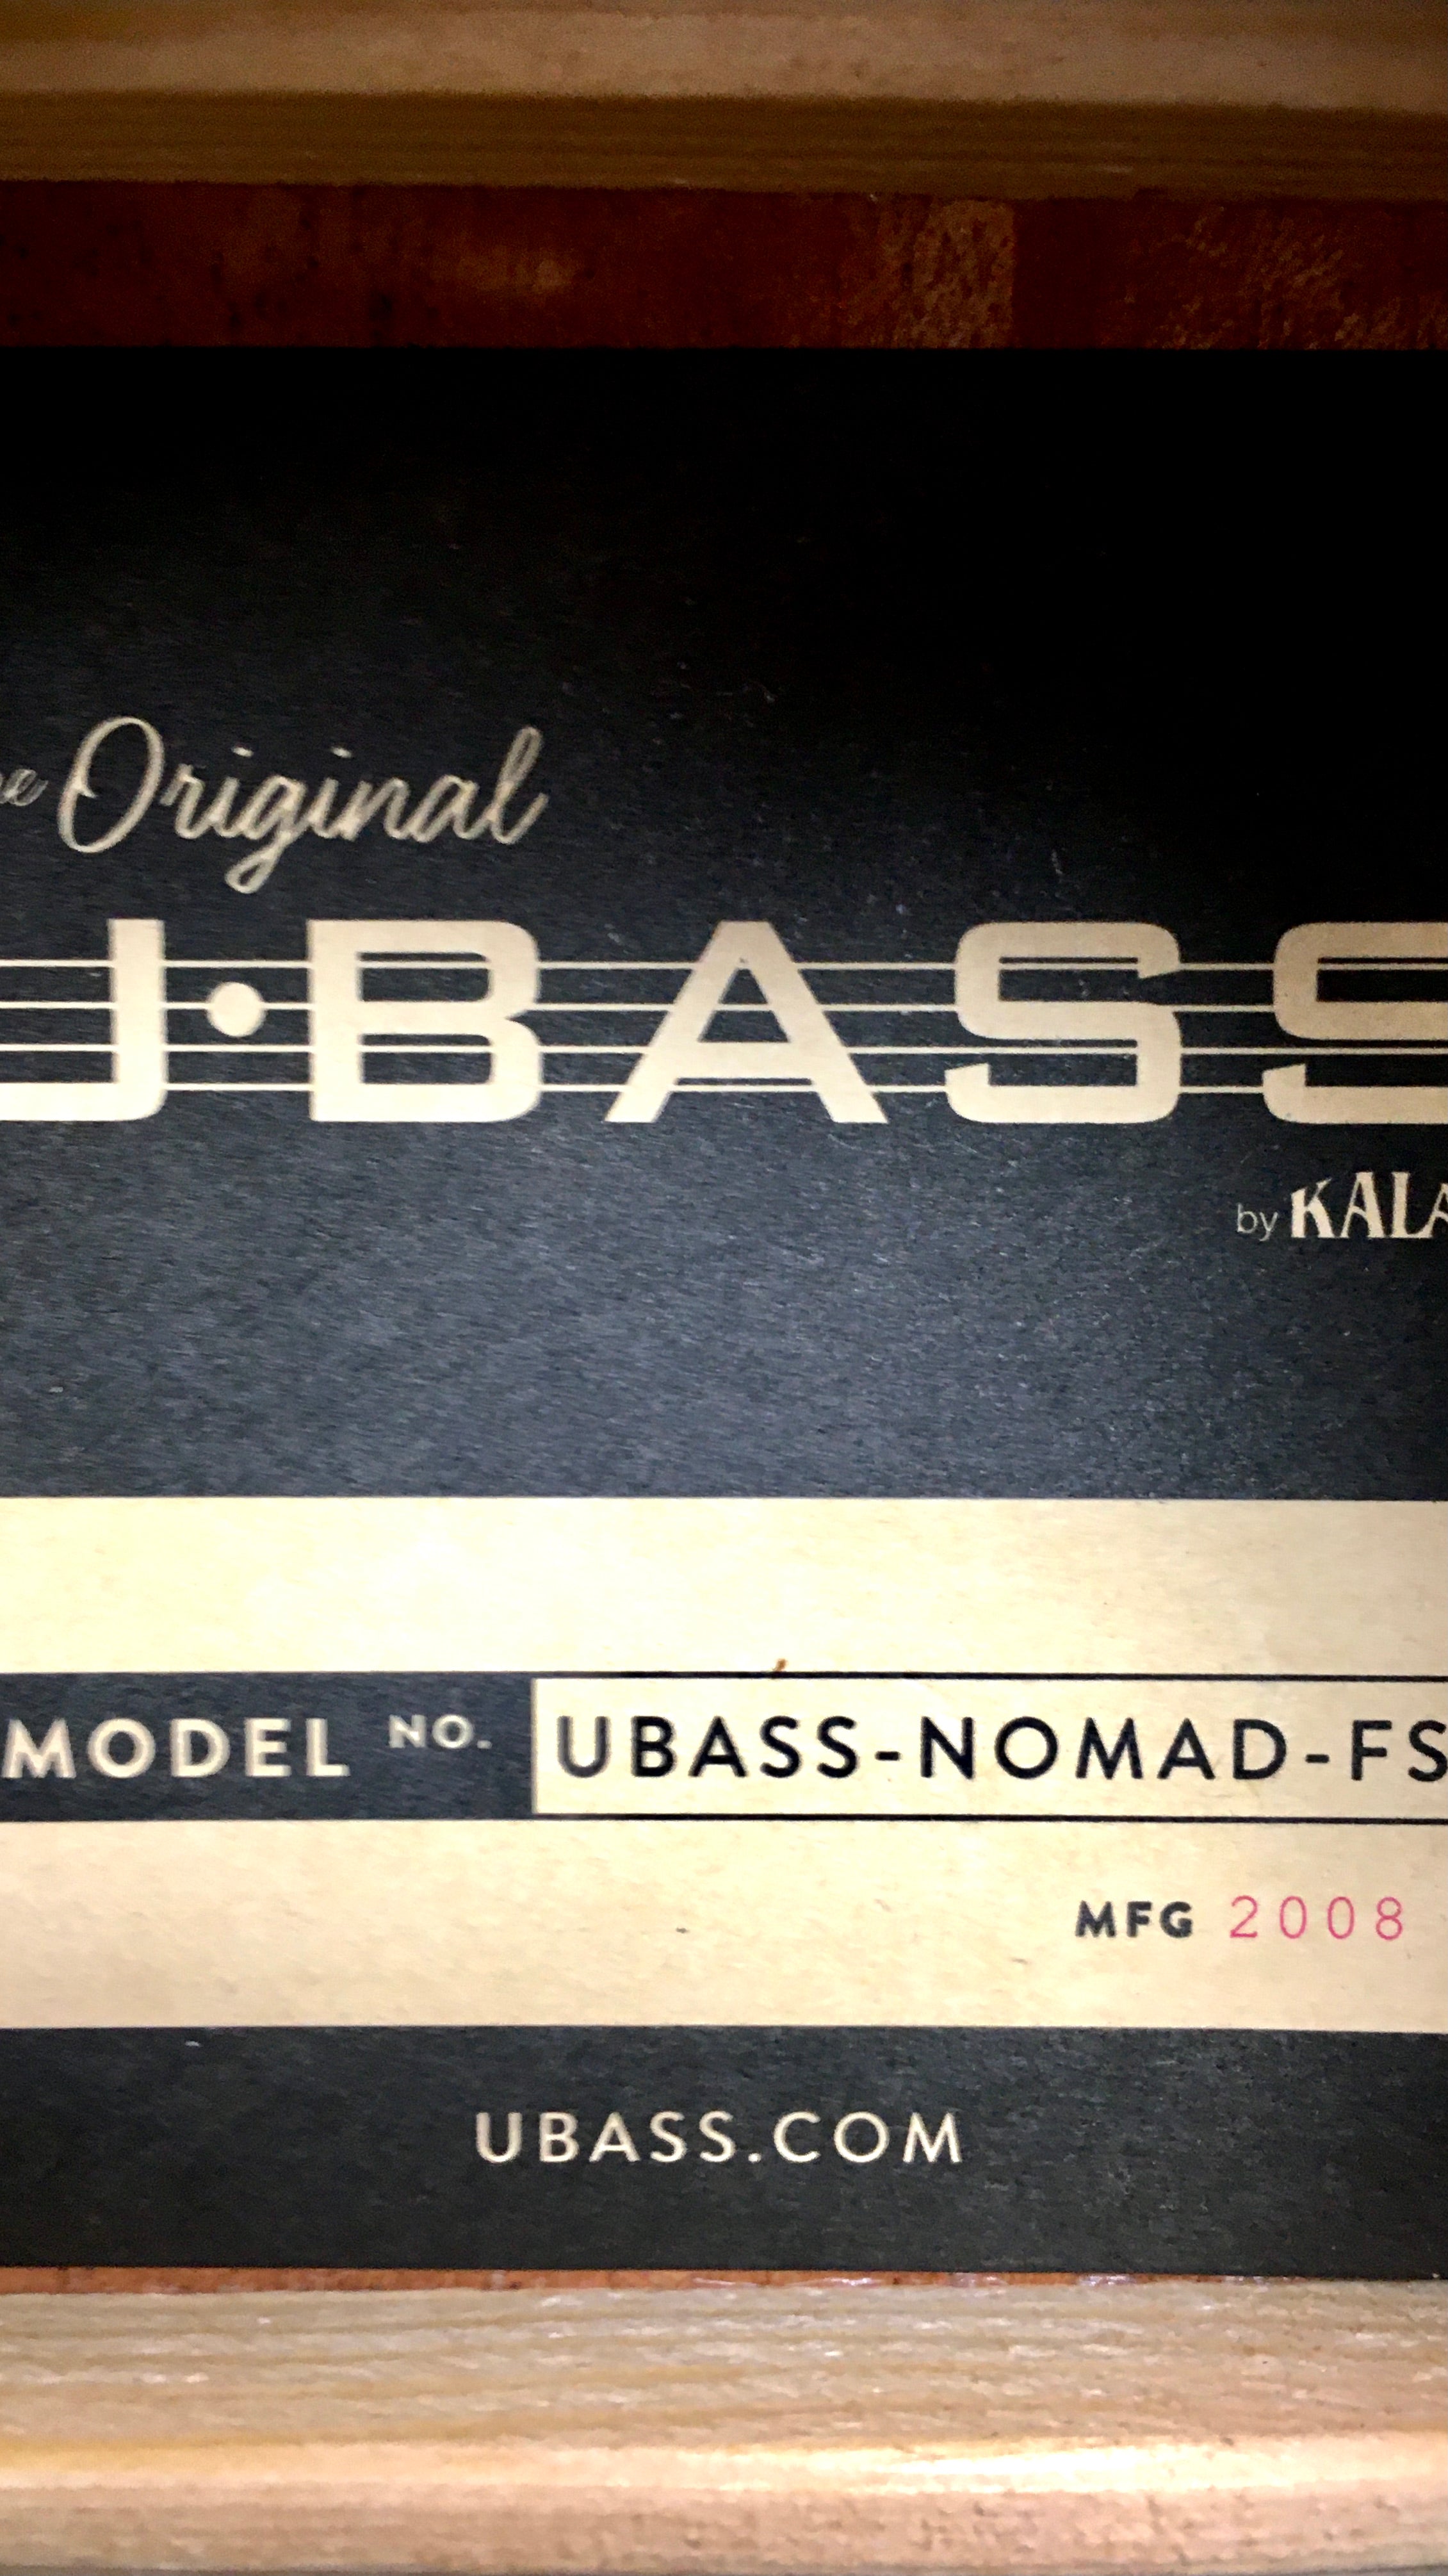 Original
U•BASS
by KALA
MODEL NO. UBASS-NOMAD-FS
MFG 2008
UBASS.COM